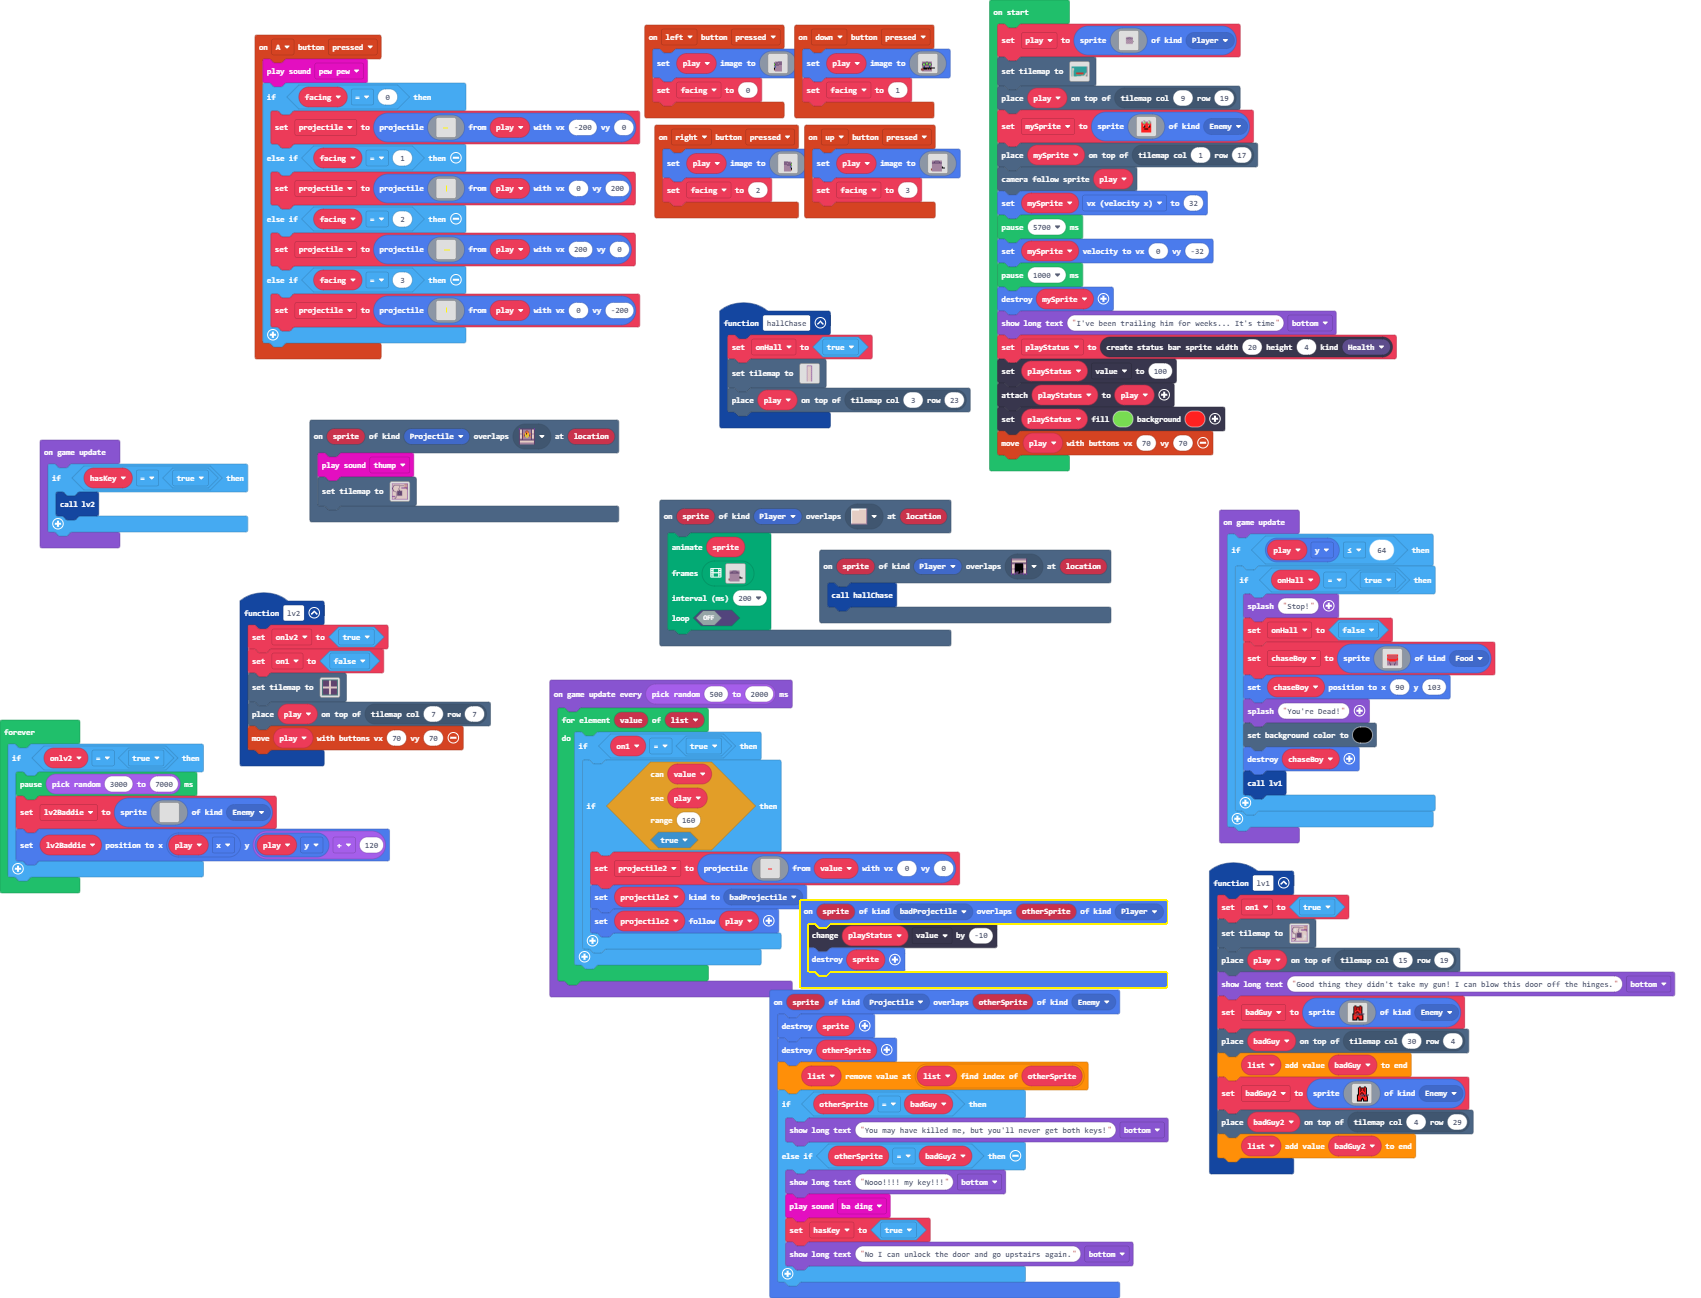 on A button pressed
play sound pew pew
if facing = 0 then
set projectile to projectile from play with vx -200 vy 0
else if facing = 1 then
set projectile to projectile from play with vx 0 vy 200
else if facing = 2 then
set projectile to projectile from play with vx 200 vy 0
else if facing = 3 then
set projectile to projectile from play with vx 0 vy -200
on left button pressed
set play image to
set facing to 0
on down button pressed
set play image to
set facing to 1
on right button pressed
set play image to
set facing to 2
on up button pressed
set play image to
set facing to 3
on start
set play to sprite of kind Player
set tilemap to
place play on top of tilemap col 9 row 19
set mySprite to sprite of kind Enemy
place mySprite on top of tilemap col 1 row 17
camera follow sprite play
set mySprite vx (velocity x) to 32
pause 5700 ms
set mySprite velocity to vx 0 vy -32
pause 1000 ms
destroy mySprite
show long text "I've been trailing him for weeks... It's time" bottom
set playStatus to create status bar sprite width 20 height 4 kind Health
set playStatus value to 100
attach playStatus to play
set playStatus fill background
move play with buttons vx 70 vy 70
function hallChase
set onHall to true
set tilemap to
place play on top of tilemap col 3 row 23
on game update
if hasKey = true then
call lv2
on sprite of kind Projectile overlaps at location
play sound thump
set tilemap to
on sprite of kind Player overlaps at location
animate sprite
frames
interval (ms) 200
loop OFF
on sprite of kind Player overlaps at location
call hallChase
on game update
if play y ≤ 64 then
if onHall = true then
splash "Stop!"
set onHall to false
set chaseBoy to sprite of kind Food
set chaseBoy position to x 90 y 103
splash "You're Dead!"
set background color to
destroy chaseBoy
call lv1
function lv2
set onlv2 to true
set on1 to false
set tilemap to
place play on top of tilemap col 7 row 7
move play with buttons vx 70 vy 70
forever
if onlv2 = true then
pause pick random 3000 to 7000 ms
set lv2Baddie to sprite of kind Enemy
set lv2Baddie position to x play x y play y + 120
on game update every pick random 500 to 2000 ms
for element value of list
do if on1 = true then
if can value see play range 160 true then
set projectile2 to projectile from value with vx 0 vy 0
set projectile2 kind to badProjectile
set projectile2 follow play
on sprite of kind badProjectile overlaps otherSprite of kind Player
change playStatus value by -10
destroy sprite
on sprite of kind Projectile overlaps otherSprite of kind Enemy
destroy sprite
destroy otherSprite
list remove value at list find index of otherSprite
if otherSprite = badGuy then
show long text "You may have killed me, but you'll never get both keys!" bottom
else if otherSprite = badGuy2 then
show long text "Nooo!!!! my key!!!" bottom
play sound ba ding
set hasKey to true
show long text "No I can unlock the door and go upstairs again." bottom
function lv1
set on1 to true
set tilemap to
place play on top of tilemap col 15 row 19
show long text "Good thing they didn't take my gun! I can blow this door off the hinges." bottom
set badGuy to sprite of kind Enemy
place badGuy on top of tilemap col 30 row 4
list add value badGuy to end
set badGuy2 to sprite of kind Enemy
place badGuy2 on top of tilemap col 4 row 29
list add value badGuy2 to end